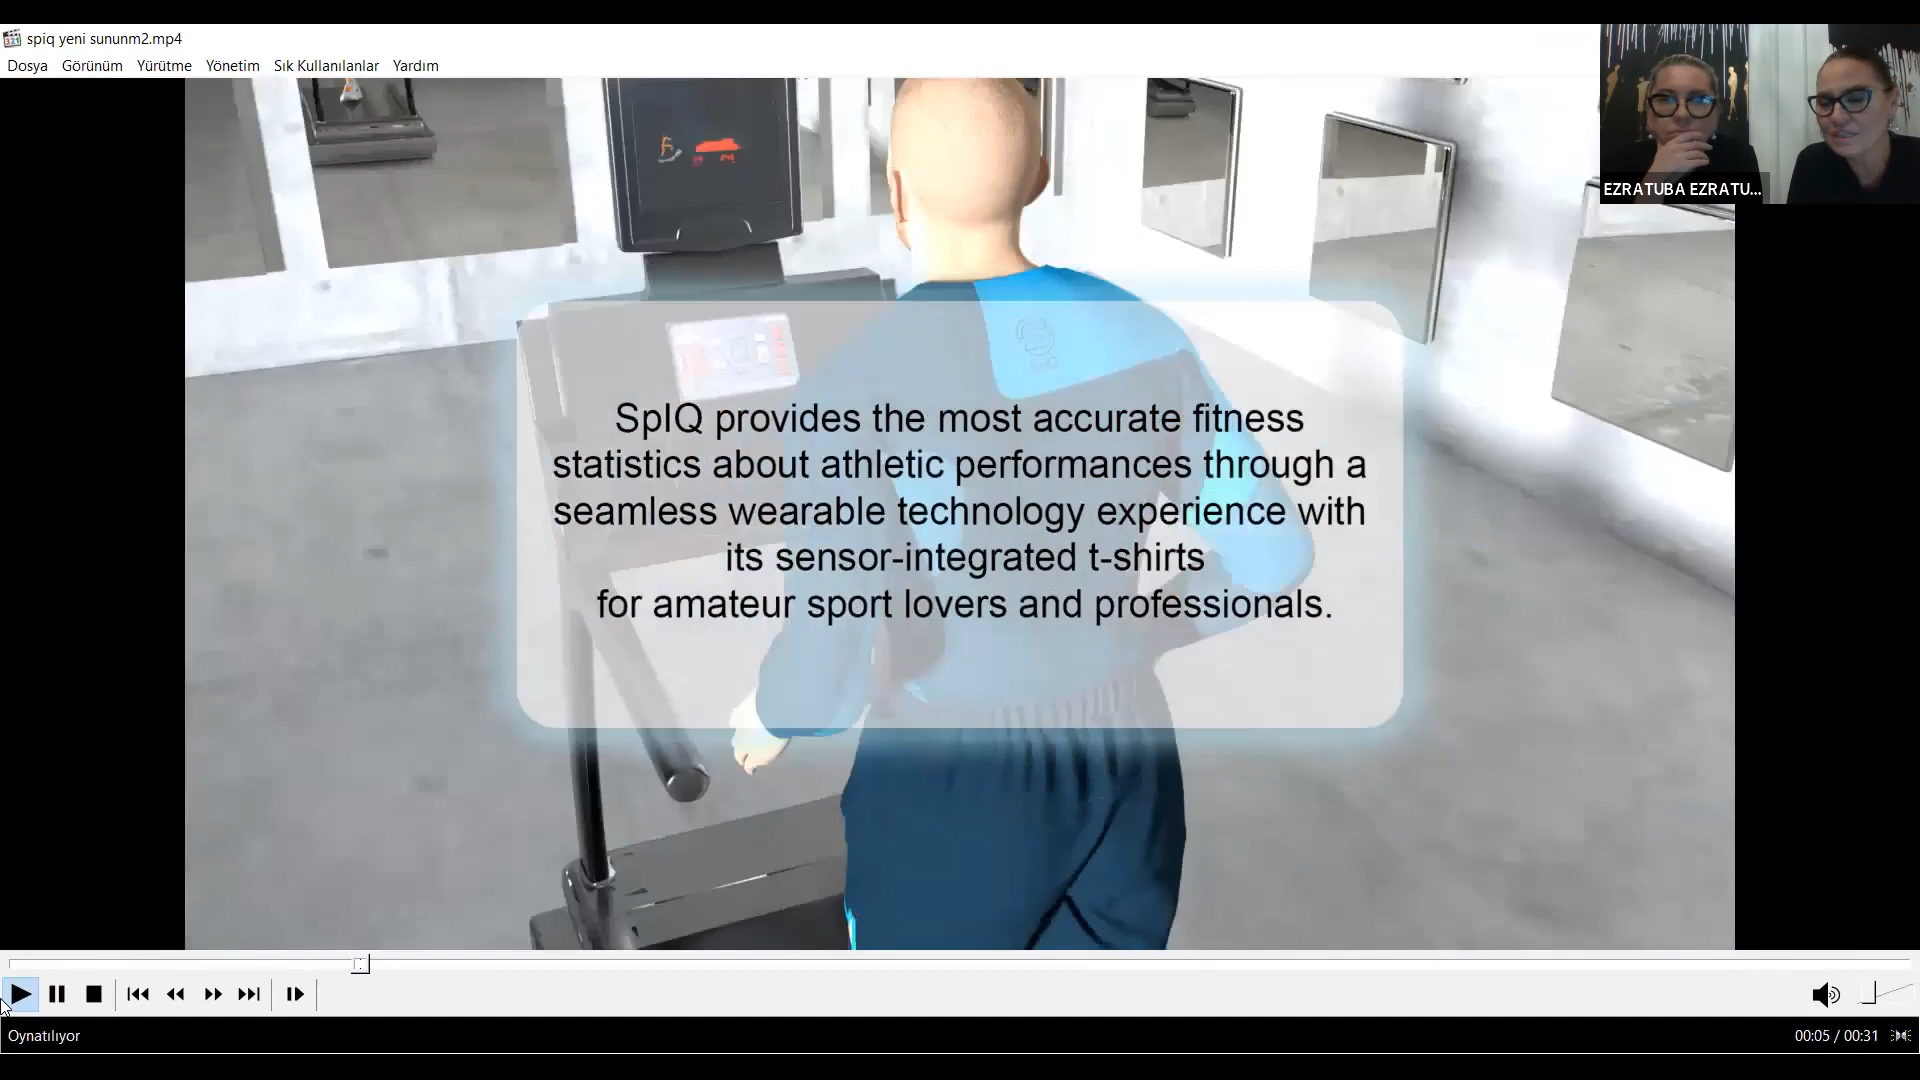 spiq yeni sununm2.mp4
Dosya Görünüm Yürütme Yönetim Sık Kullanılanlar Yardım
EZRATUBA EZRATU...
SpIQ provides the most accurate fitness
statistics about athletic performances through a
seamless wearable technology experience with
its sensor-integrated t-shirts
for amateur sport lovers and professionals.
Oynatılıyor
00:05 / 00:31